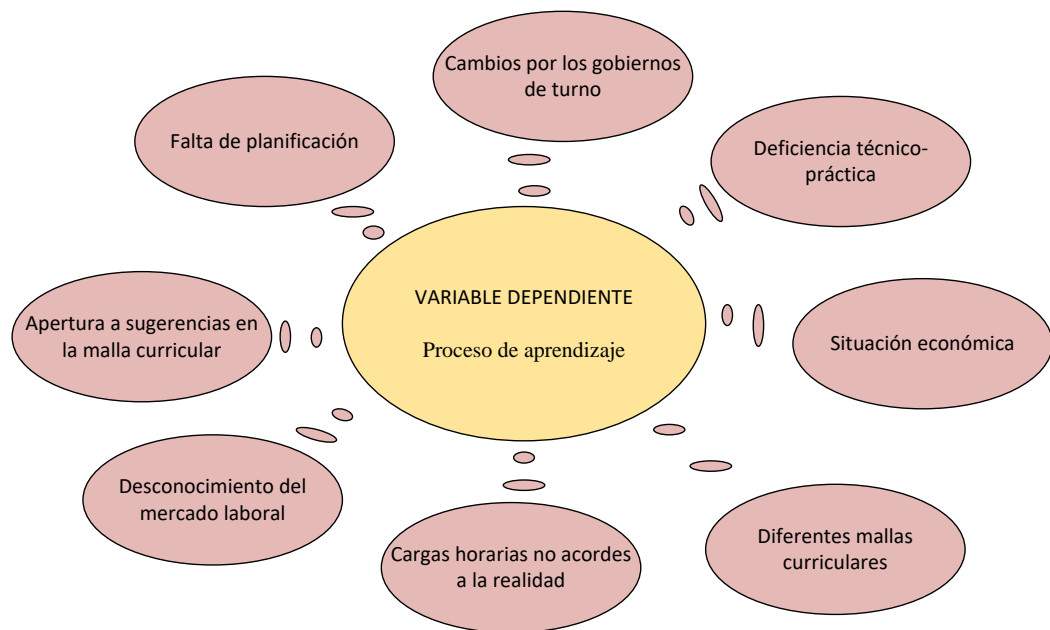 Cambios por los gobiernos
de turno
Falta de planificación
Deficiencia técnico-
práctica
VARIABLE DEPENDIENTE
Proceso de aprendizaje
Apertura a sugerencias en
la malla curricular
Situación económica
Desconocimiento del
mercado laboral
Cargas horarias no acordes
a la realidad
Diferentes mallas
curriculares